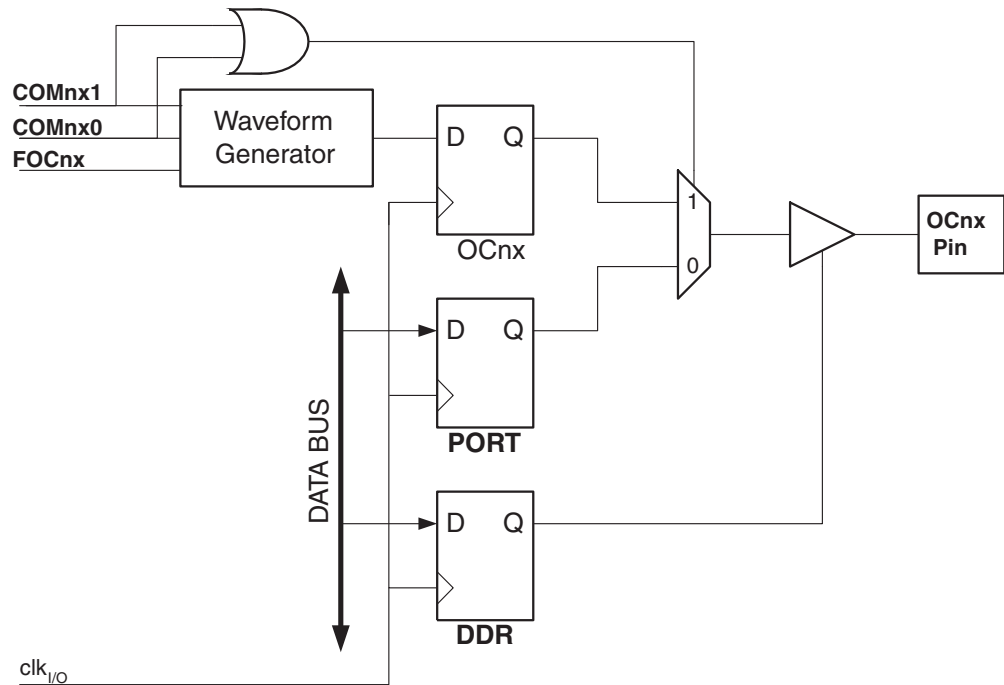 COMnx1
COMnx0
FOCnx
Waveform
Generator
D Q
OCnx
1
0
OCnx
Pin
D Q
PORT
DATA BUS
D Q
DDR
clkI/O